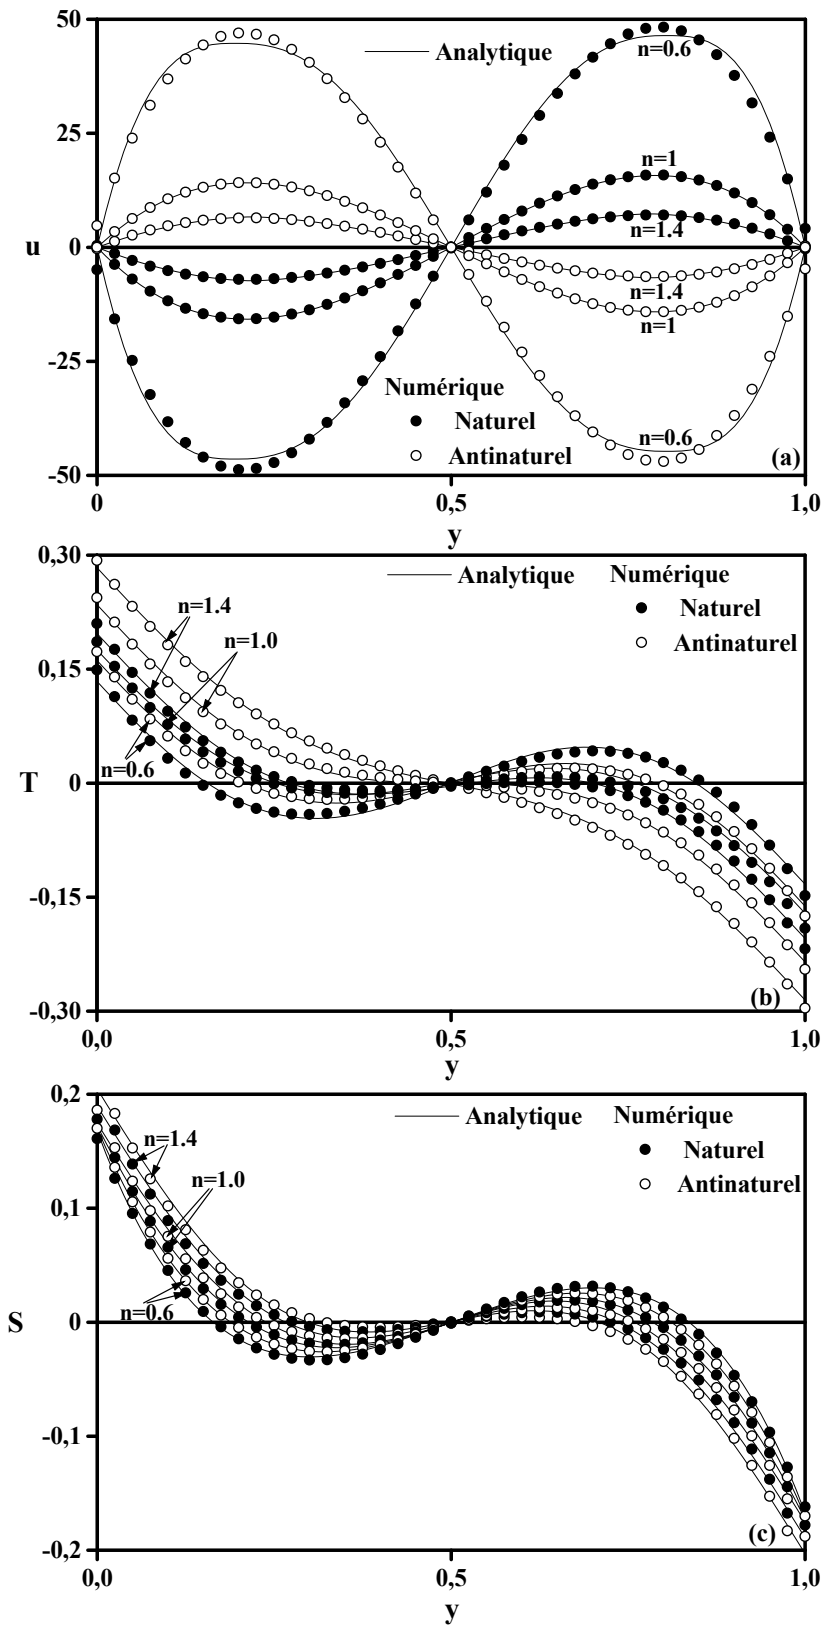 50
Analytique
n=0.6
25
n=1
n=1.4
u
0
n=1.4
n=1
-25
Numérique
Naturel
n=0.6
Antinaturel
(a)
-50
0
0,5
1,0
y
0,30
Analytique
Numérique
n=1.4
Naturel
n=1.0
Antinaturel
0,15
n=0.6
T
0
-0,15
-0,30
(b)
0,0
0,5
1,0
y
0,2
Analytique
Numérique
n=1.4
Naturel
n=1.0
Antinaturel
0,1
n=0.6
S
0
-0,1
-0,2
(c)
0,0
0,5
1,0
y